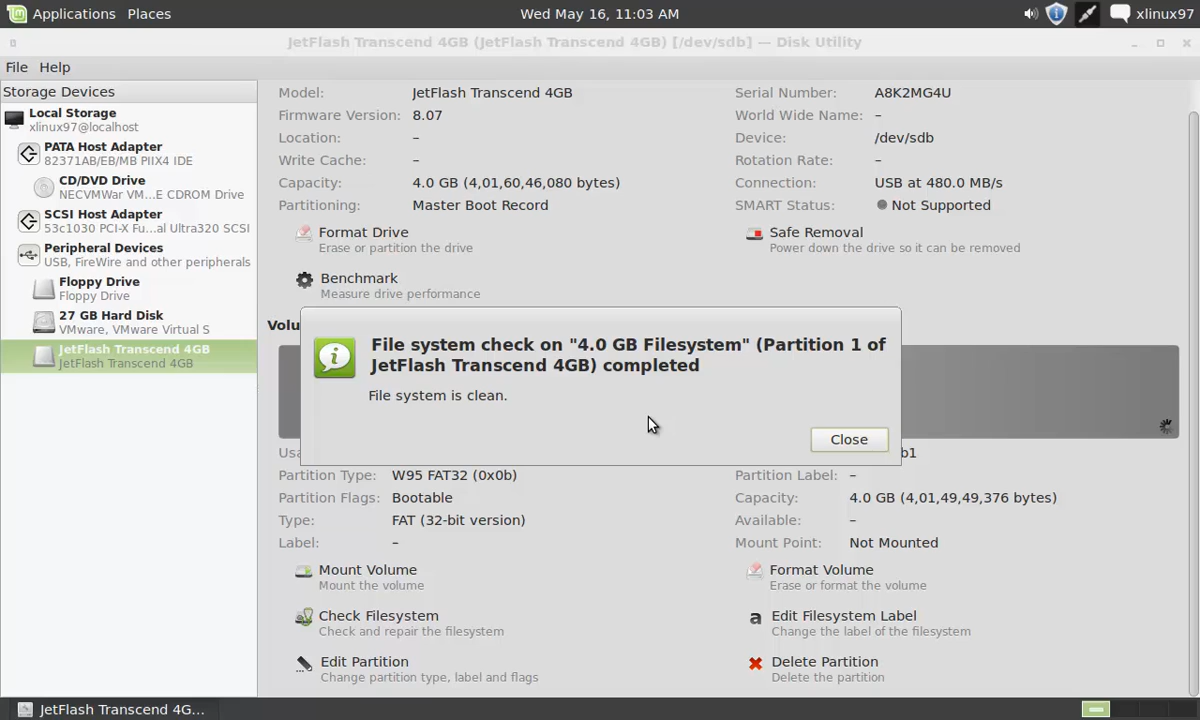 Applications Places Wed May 16, 11:03 AM xlinux97
JetFlash Transcend 4GB (JetFlash Transcend 4GB) [/dev/sdb] — Disk Utility
File Help
Storage Devices
Local Storage
xlinux97@localhost
PATA Host Adapter
82371AB/EB/MB PIIX4 IDE
CD/DVD Drive
NECVMWar VM...E CDROM Drive
SCSI Host Adapter
53c1030 PCI-X Fu...al Ultra320 SCSI
Peripheral Devices
USB, FireWire and other peripherals
Floppy Drive
Floppy Drive
27 GB Hard Disk
VMware, VMware Virtual S
JetFlash Transcend 4GB
JetFlash Transcend 4GB
Model: JetFlash Transcend 4GB Serial Number: A8K2MG4U
Firmware Version: 8.07 World Wide Name: –
Location: – Device: /dev/sdb
Write Cache: – Rotation Rate: –
Capacity: 4.0 GB (4,01,60,46,080 bytes) Connection: USB at 480.0 MB/s
Partitioning: Master Boot Record SMART Status: Not Supported
Format Drive Safe Removal
Erase or partition the drive Power down the drive so it can be removed
Benchmark
Measure drive performance
Volu
File system check on "4.0 GB Filesystem" (Partition 1 of
JetFlash Transcend 4GB) completed
File system is clean.
Close
Usa b1
Partition Type: W95 FAT32 (0x0b) Partition Label: –
Partition Flags: Bootable Capacity: 4.0 GB (4,01,49,49,376 bytes)
Type: FAT (32-bit version) Available: –
Label: – Mount Point: Not Mounted
Mount Volume Format Volume
Mount the volume Erase or format the volume
Check Filesystem Edit Filesystem Label
Check and repair the filesystem Change the label of the filesystem
Edit Partition Delete Partition
Change partition type, label and flags Delete the partition
JetFlash Transcend 4G...